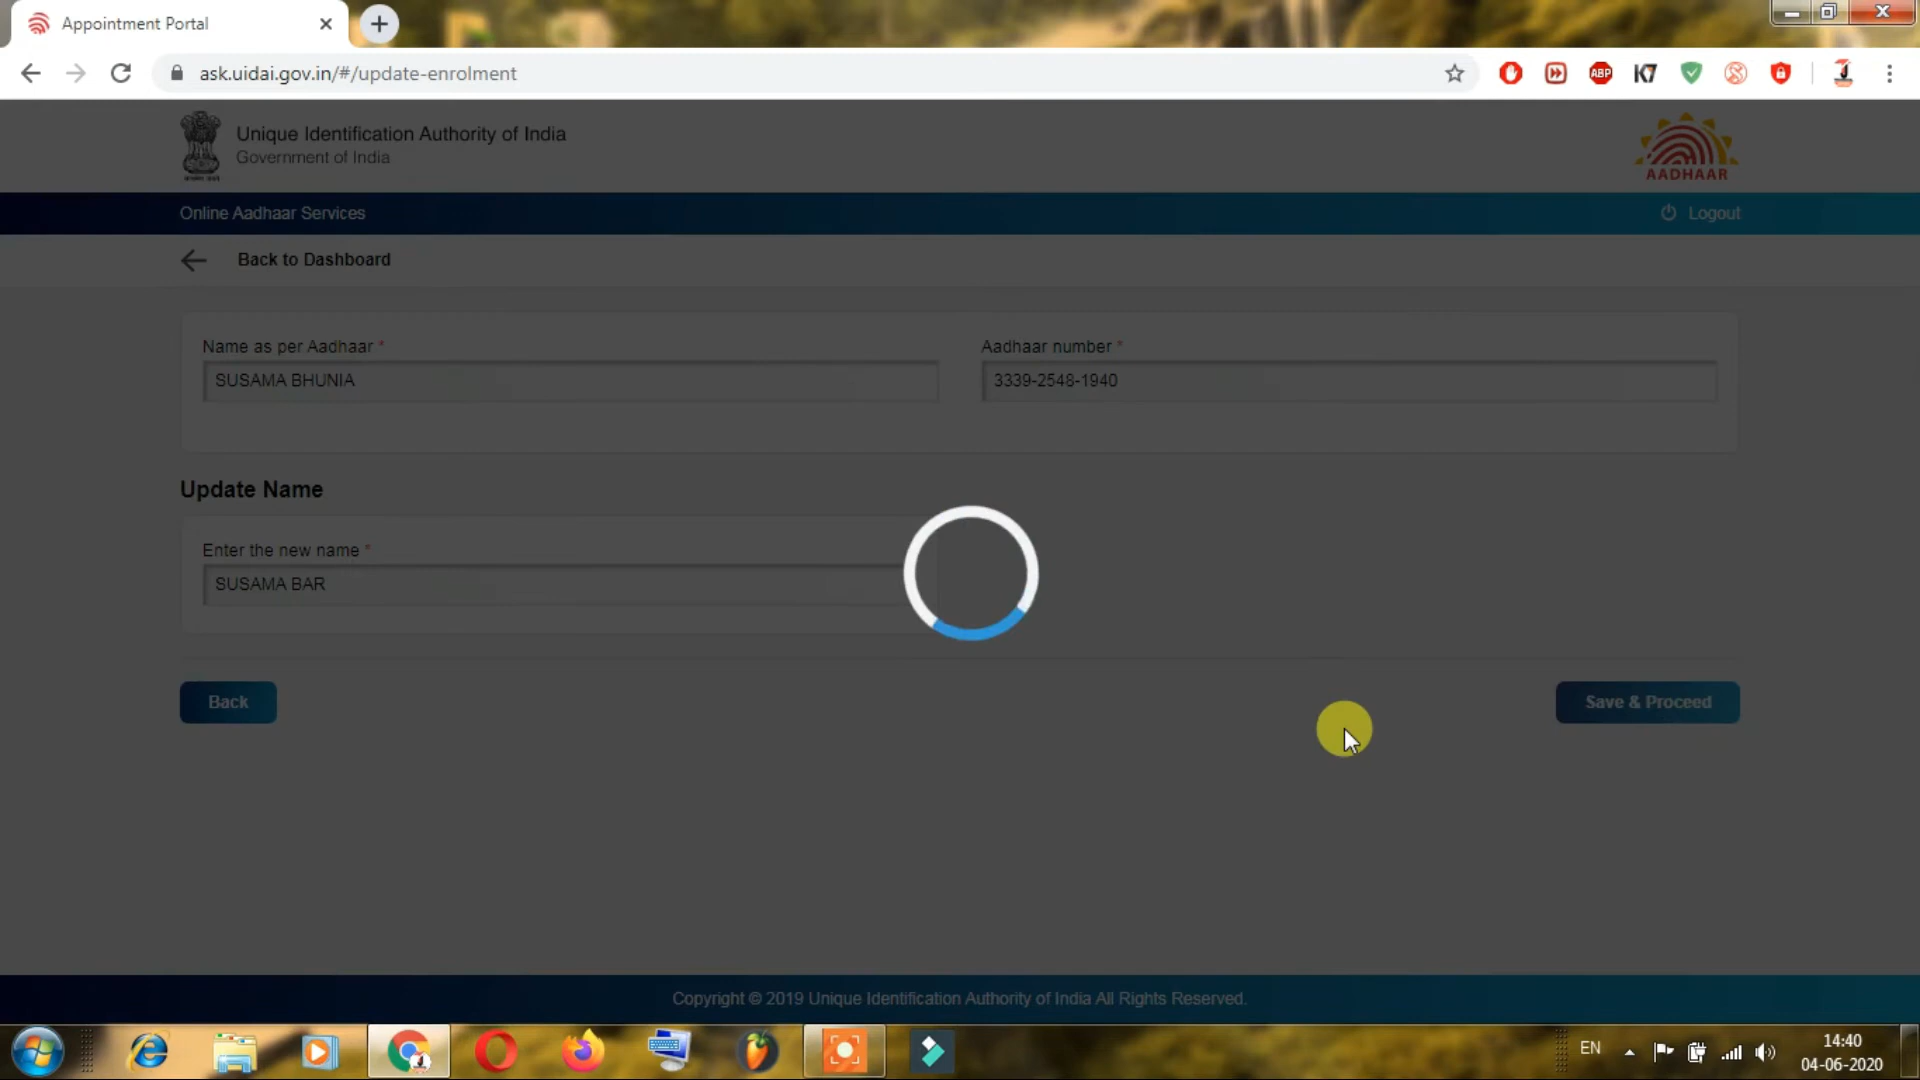 Appointment Portal
ask.uidai.gov.in/#/update-enrolment
ABP
K7
Unique Identification Authority of India
Government of India
AADHAAR
Online Aadhaar Services
Logout
Back to Dashboard
Name as per Aadhaar *
Aadhaar number *
SUSAMA BHUNIA
3339-2548-1940
Update Name
Enter the new name *
SUSAMA BAR
Back
Save & Proceed
Copyright © 2019 Unique Identification Authority of India All Rights Reserved.
EN
14:40
04-06-2020